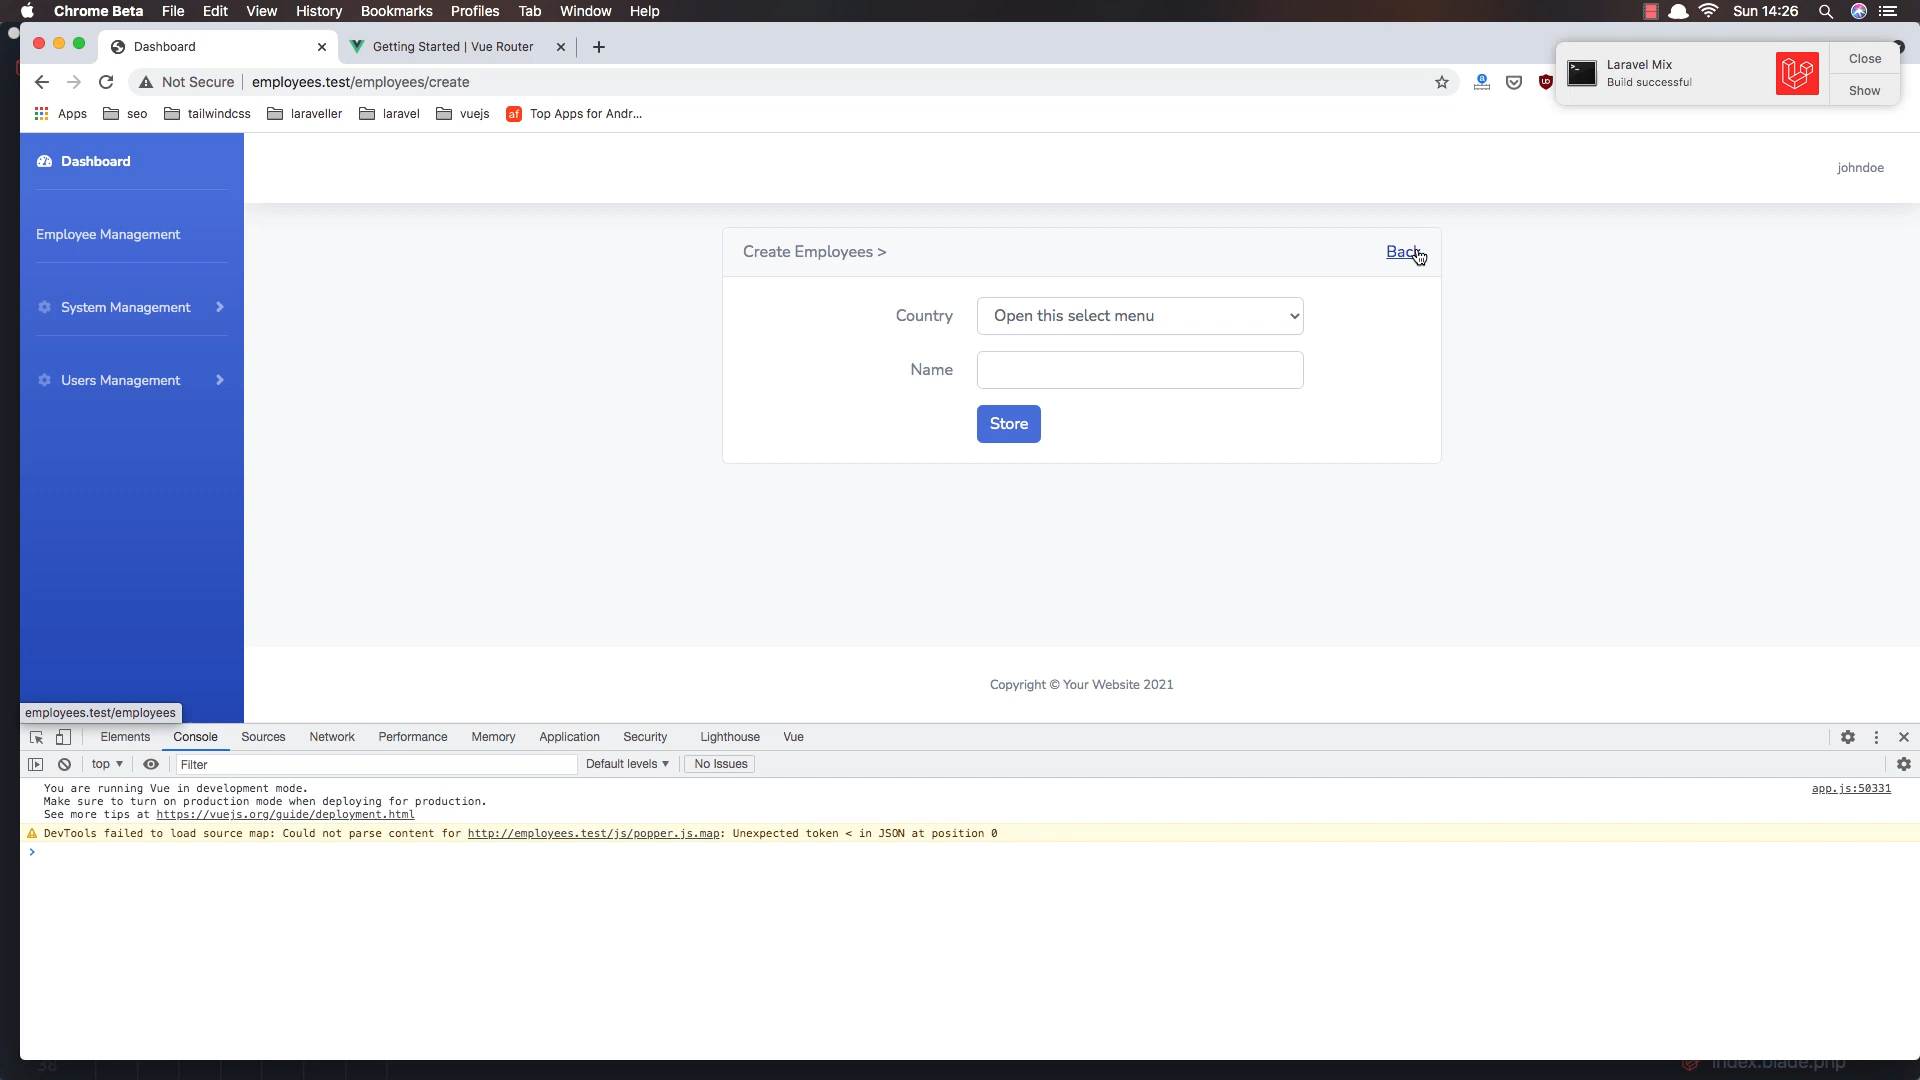 Chrome Beta File Edit View History Bookmarks Profiles Tab Window Help Sun 14:26
Dashboard Getting Started | Vue Router
Laravel Mix
Build successful
Close
Show
Not Secure employees.test/employees/create
Apps seo tailwindcss laraveller laravel vuejs af Top Apps for Andr...
Dashboard
johndoe
Employee Management
System Management
Users Management
Create Employees > Back
Country Open this select menu
Name
Store
Copyright © Your Website 2021
employees.test/employees
Elements Console Sources Network Performance Memory Application Security Lighthouse Vue
top Filter Default levels No Issues
You are running Vue in development mode. app.js:50331
Make sure to turn on production mode when deploying for production.
See more tips at https://vuejs.org/guide/deployment.html
DevTools failed to load source map: Could not parse content for http://employees.test/js/popper.js.map: Unexpected token < in JSON at position 0
index.blade.php